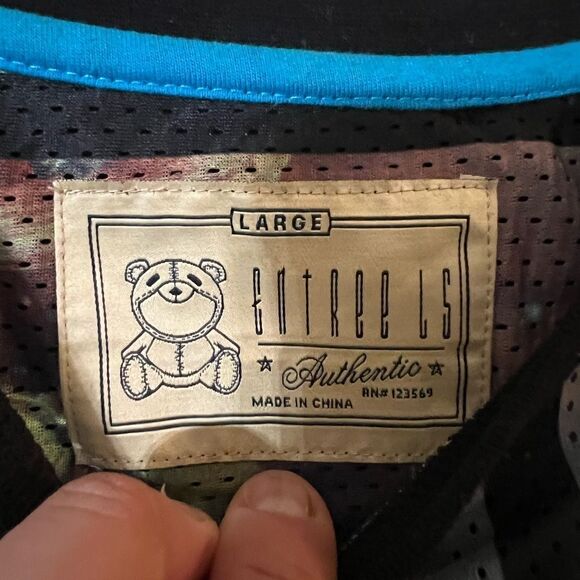 LARGE
ENTREE LS
Authentic
RN# 123569
MADE IN CHINA